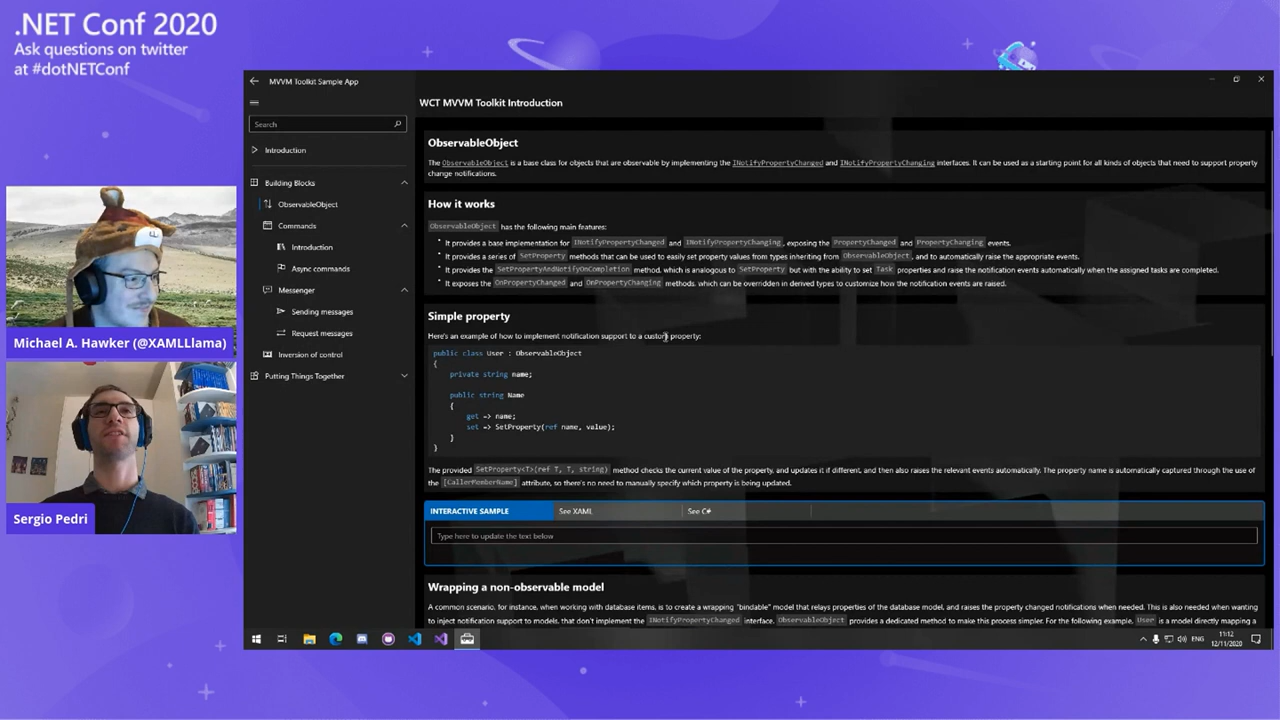 .NET Conf 2020
Ask questions on twitter
at #dotNETConf
Michael A. Hawker (@XAMLLlama)
Sergio Pedri
MVVM Toolkit Sample App
Search
Introduction
Building Blocks
ObservableObject
Commands
Introduction
Async commands
Messenger
Sending messages
Request messages
Inversion of control
Putting Things Together
WCT MVVM Toolkit Introduction
ObservableObject
The ObservableObject is a base class for objects that are observable by implementing the INotifyPropertyChanged and INotifyPropertyChanging interfaces. It can be used as a starting point for all kinds of objects that need to support property
change notifications.
How it works
ObservableObject has the following main features:
• It provides a base implementation for INotifyPropertyChanged and INotifyPropertyChanging, exposing the PropertyChanged and PropertyChanging events.
• It provides a series of SetProperty methods that can be used to easily set property values from types inheriting from ObservableObject, and to automatically raise the appropriate events.
• It provides the SetPropertyAndNotifyOnCompletion method, which is analogous to SetProperty but with the ability to set Task properties and raise the notification events automatically when the assigned tasks are completed.
• It exposes the OnPropertyChanged and OnPropertyChanging methods, which can be overridden in derived types to customize how the notification events are raised.
Simple property
Here's an example of how to implement notification support to a custom property:
public class User : ObservableObject
{
private string name;
public string Name
{
get => name;
set => SetProperty(ref name, value);
}
}
The provided SetProperty<T>(ref T, T, string) method checks the current value of the property, and updates it if different, and then also raises the relevant events automatically. The property name is automatically captured through the use of
the [CallerMemberName] attribute, so there's no need to manually specify which property is being updated.
INTERACTIVE SAMPLE
See XAML
See C#
Type here to update the text below
Wrapping a non-observable model
A common scenario, for instance, when working with database items, is to create a wrapping "bindable" model that relays properties of the database model, and raises the property changed notifications when needed. This is also needed when wanting
to inject notification support to models, that don't implement the INotifyPropertyChanged interface. ObservableObject provides a dedicated method to make this process simpler. For the following example, User is a model directly mapping a
ENG
11:12
12/11/2020